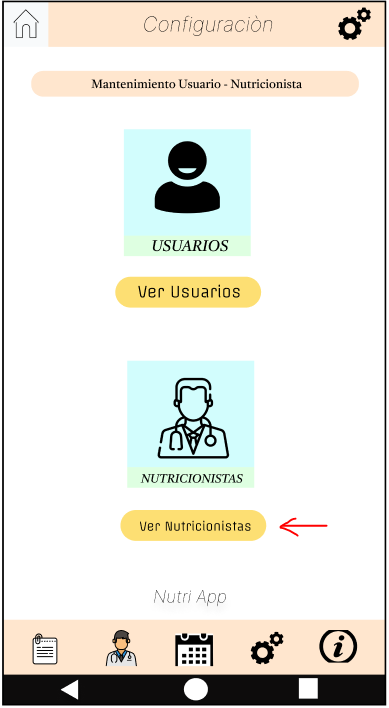 Configuraciòn
Mantenimiento Usuario - Nutricionista
USUARIOS
Ver Usuarios
NUTRICIONISTAS
Ver Nutricionistas
Nutri App